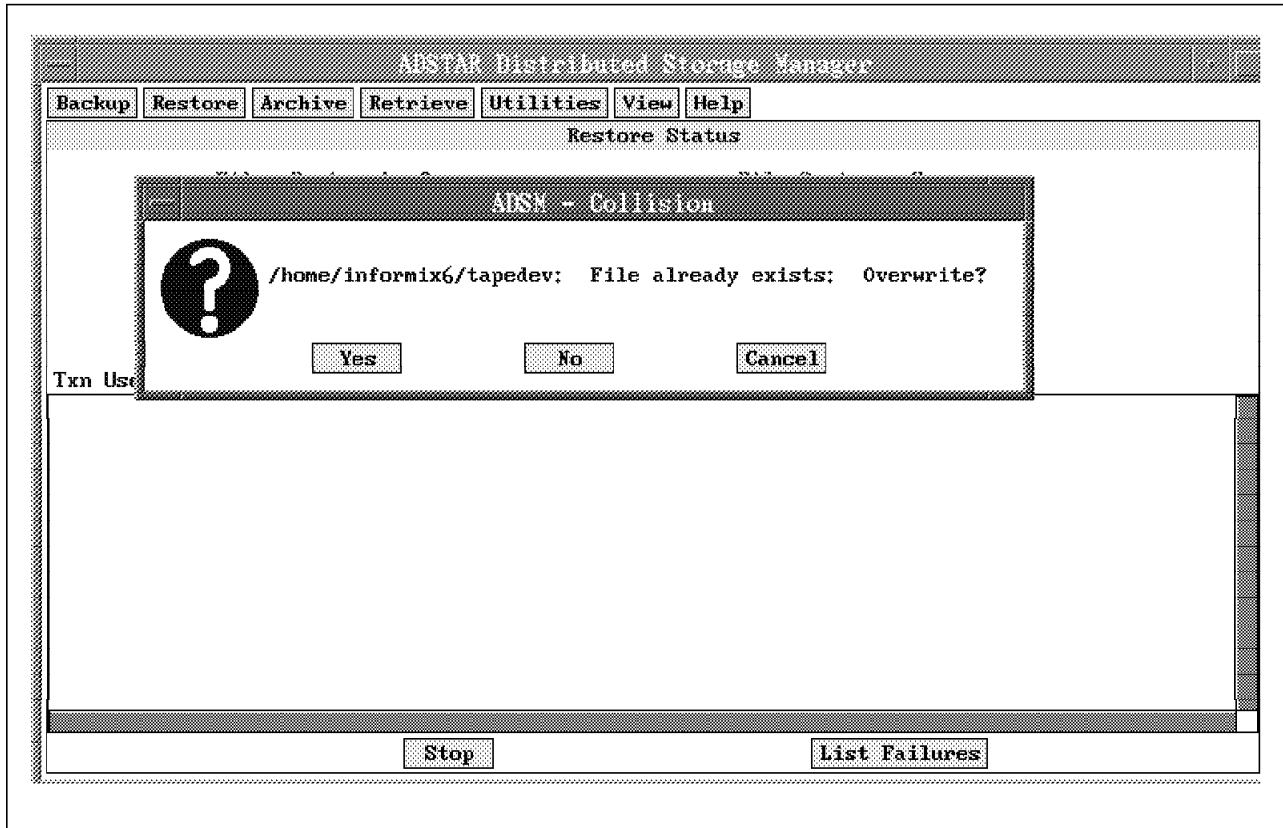 ADSTAR Distributed Storage Manager
Backup Restore Archive Retrieve Utilities View Help
Restore Status
ADSM - Collision
/home/informix6/tapedev: File already exists: Overwrite?
Yes No Cancel
Txn Use
Stop List Failures